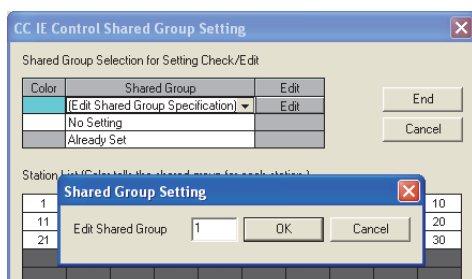 CC IE Control Shared Group Setting
Shared Group Selection for Setting Check/Edit
Color Shared Group Edit
(Edit Shared Group Specification) Edit
No Setting
Already Set
End
Cancel
Station List (Color tells the shared group for each station.)
Shared Group Setting
Edit Shared Group 1 OK Cancel
1 10
11 20
21 30